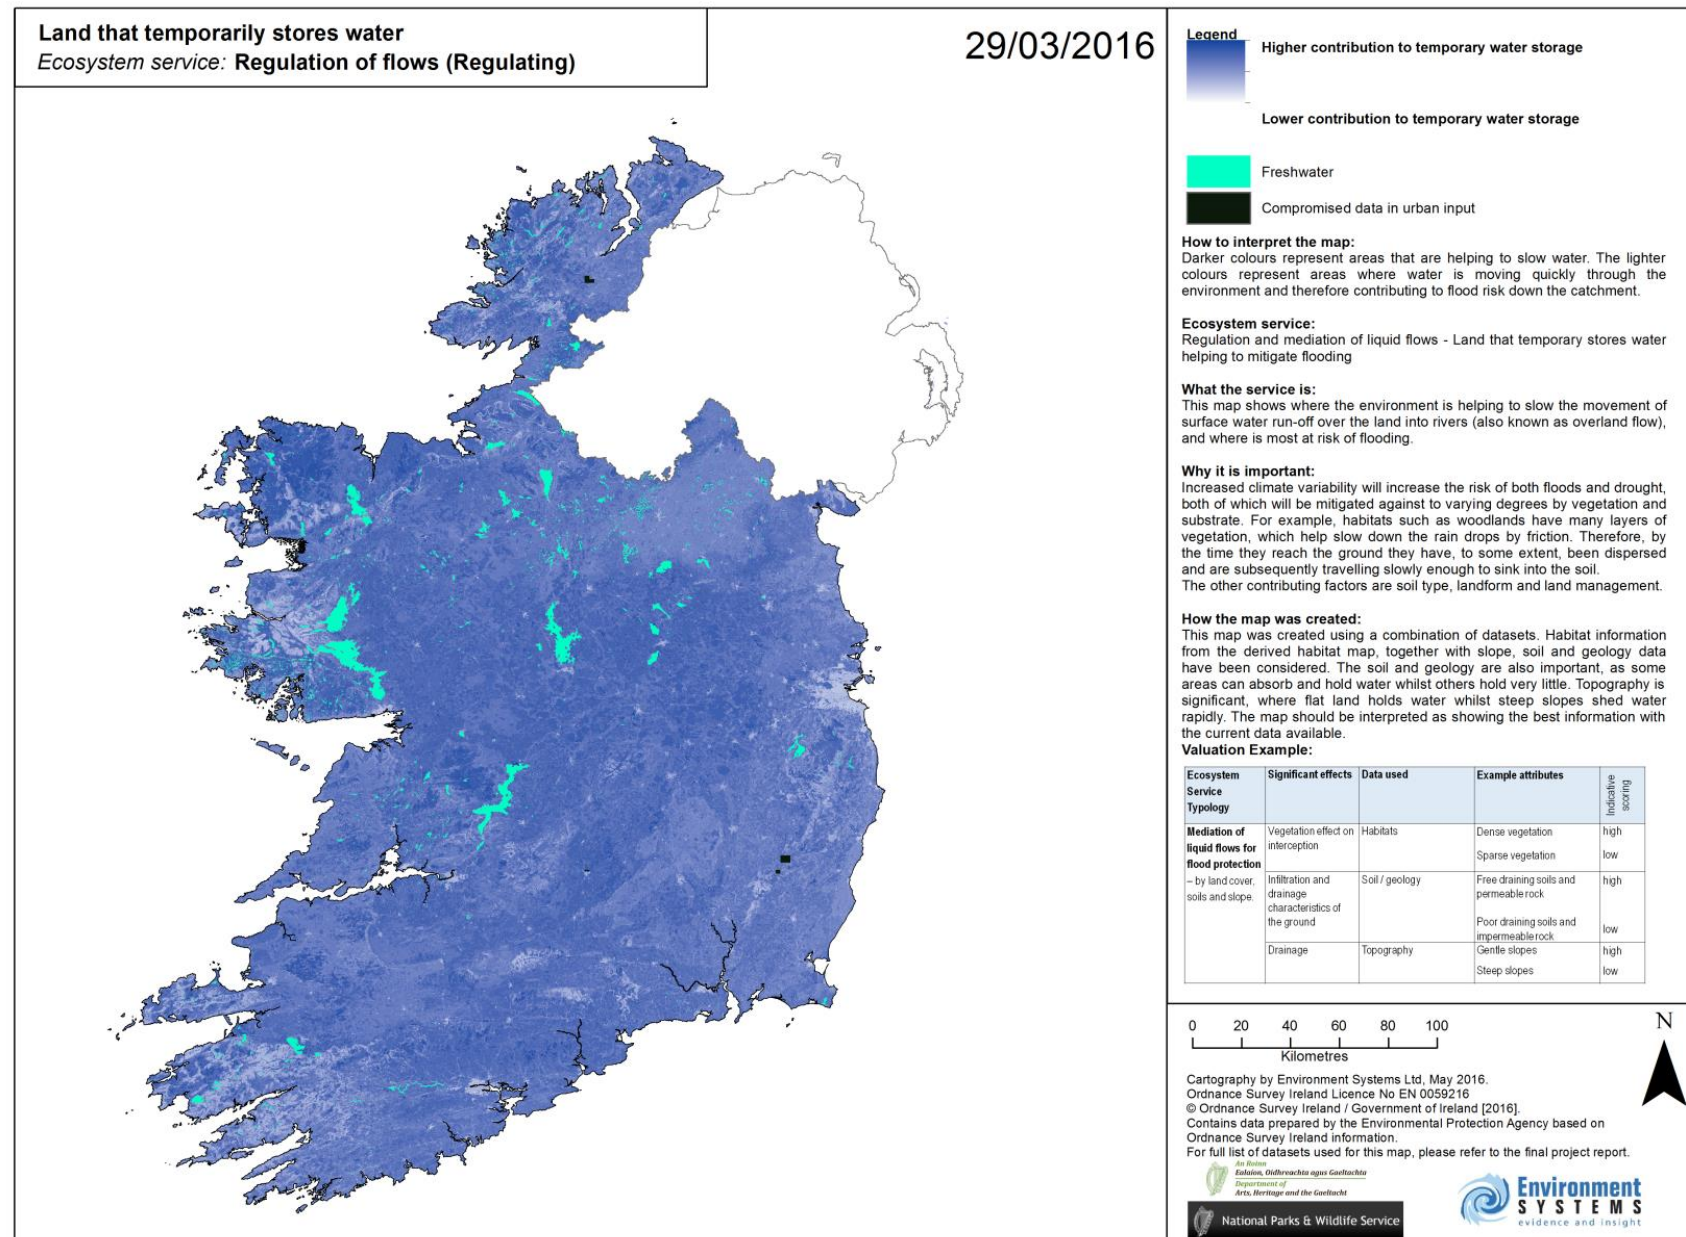 Land that temporarily stores water
Ecosystem service: Regulation of flows (Regulating)
29/03/2016
Legend
Higher contribution to temporary water storage
Lower contribution to temporary water storage
Freshwater
Compromised data in urban input
How to interpret the map:
Darker colours represent areas that are helping to slow water. The lighter
colours represent areas where water is moving quickly through the
environment and therefore contributing to flood risk down the catchment.
Ecosystem service:
Regulation and mediation of liquid flows - Land that temporary stores water
helping to mitigate flooding
What the service is:
This map shows where the environment is helping to slow the movement of
surface water run-off over the land into rivers (also known as overland flow),
and where is most at risk of flooding.
Why it is important:
Increased climate variability will increase the risk of both floods and drought,
both of which will be mitigated against to varying degrees by vegetation and
substrate. For example, habitats such as woodlands have many layers of
vegetation, which help slow down the rain drops by friction. Therefore, by
the time they reach the ground they have, to some extent, been dispersed
and are subsequently travelling slowly enough to sink into the soil.
The other contributing factors are soil type, landform and land management.
How the map was created:
This map was created using a combination of datasets. Habitat information
from the derived habitat map, together with slope, soil and geology data
have been considered. The soil and geology are also important, as some
areas can absorb and hold water whilst others hold very little. Topography is
significant, where flat land holds water whilst steep slopes shed water
rapidly. The map should be interpreted as showing the best information with
the current data available.
Valuation Example:
Ecosystem Service Typology
Significant effects
Data used
Example attributes
Indicative scoring
Mediation of
liquid flows for
flood protection
– by land cover,
soils and slope.
Vegetation effect on
interception
Habitats
Dense vegetation
high
Sparse vegetation
low
Infiltration and
drainage
characteristics of
the ground
Soil / geology
Free draining soils and
permeable rock
high
Poor draining soils and
impermeable rock
low
Drainage
Topography
Gentle slopes
high
Steep slopes
low
0 20 40 60 80 100
Kilometres
N
Cartography by Environment Systems Ltd, May 2016.
Ordnance Survey Ireland Licence No EN 0059216
© Ordnance Survey Ireland / Government of Ireland [2016].
Contains data prepared by the Environmental Protection Agency based on
Ordnance Survey Ireland information.
For full list of datasets used for this map, please refer to the final project report.
An Roinn
Ealaíon, Oidhreachta agus Gaeltachta
Department of
Arts, Heritage and the Gaeltacht
National Parks & Wildlife Service
Environment
SYSTEMS
evidence and insight